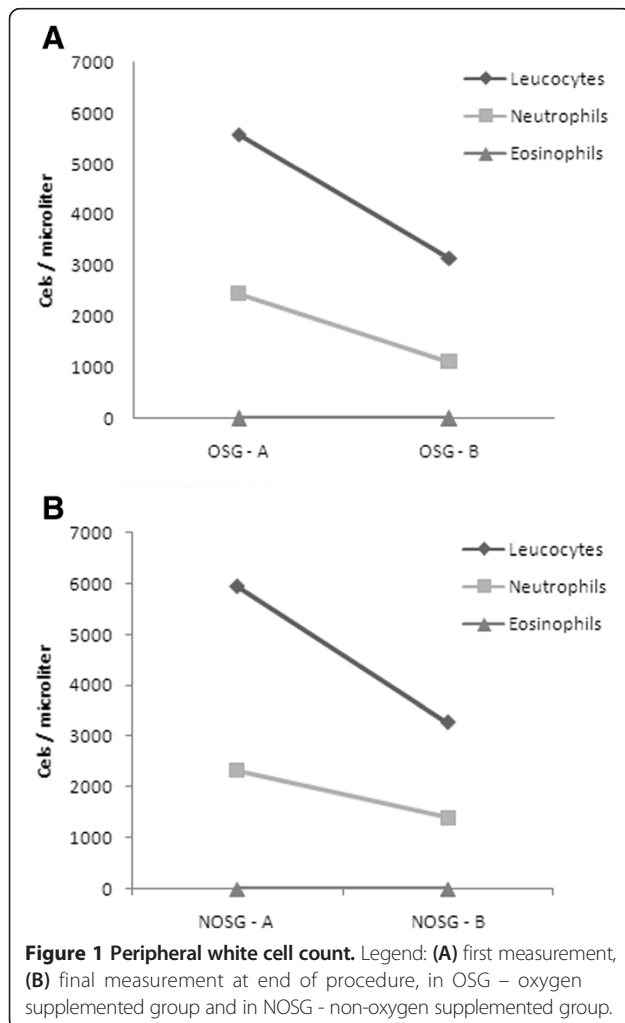 A
7000
6000
5000
4000
3000
2000
1000
0
Cels / microliter
Leucocytes
Neutrophils
Eosinophils
OSG - A OSG - B
B
7000
6000
5000
4000
3000
2000
1000
0
Cels / microliter
Leucocytes
Neutrophils
Eosinophils
NOSG - A NOSG - B
Figure 1 Peripheral white cell count. Legend: (A) first measurement,
(B) final measurement at end of procedure, in OSG – oxygen
supplemented group and in NOSG - non-oxygen supplemented group.